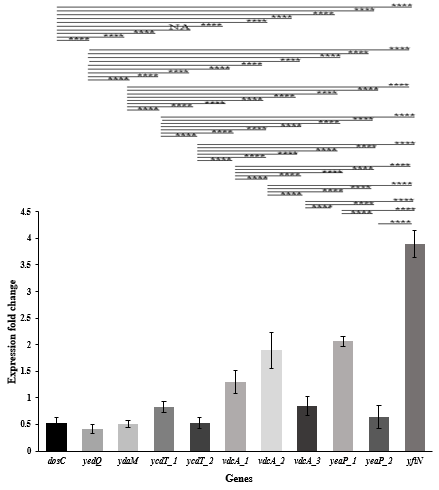 NA
4.5
4
3.5
3
2.5
2
1.5
1
0.5
0
Expression fold change
dosC yedQ ydaM ycdT_1 ycdT_2 vdcA_1 vdcA_2 vdcA_3 yeaP_1 yeaP_2 yfiN
Genes